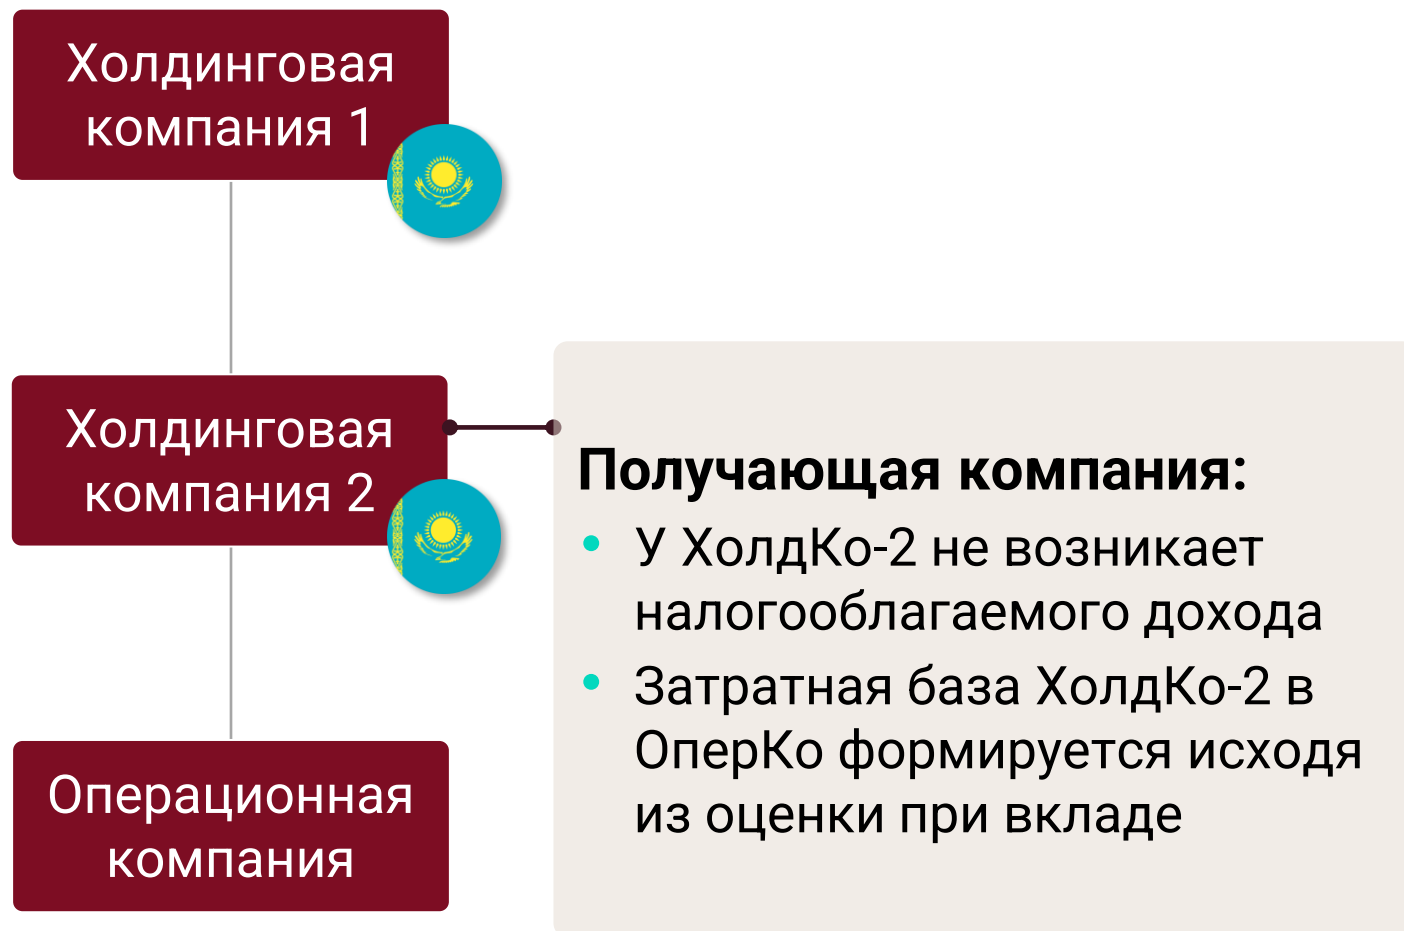 Холдинговая
компания 1
Холдинговая
компания 2
Получающая компания:
• У ХолдКо-2 не возникает
налогооблагаемого дохода
• Затратная база ХолдКо-2 в
ОперКо формируется исходя
из оценки при вкладе
Операционная
компания